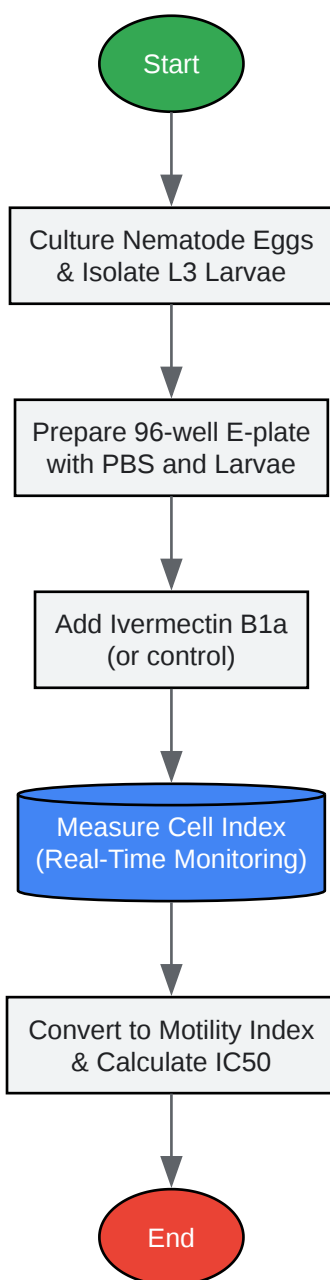 Start
Culture Nematode Eggs
& Isolate L3 Larvae
Prepare 96-well E-plate
with PBS and Larvae
Add Ivermectin B1a
(or control)
Measure Cell Index
(Real-Time Monitoring)
Convert to Motility Index
& Calculate IC50
End